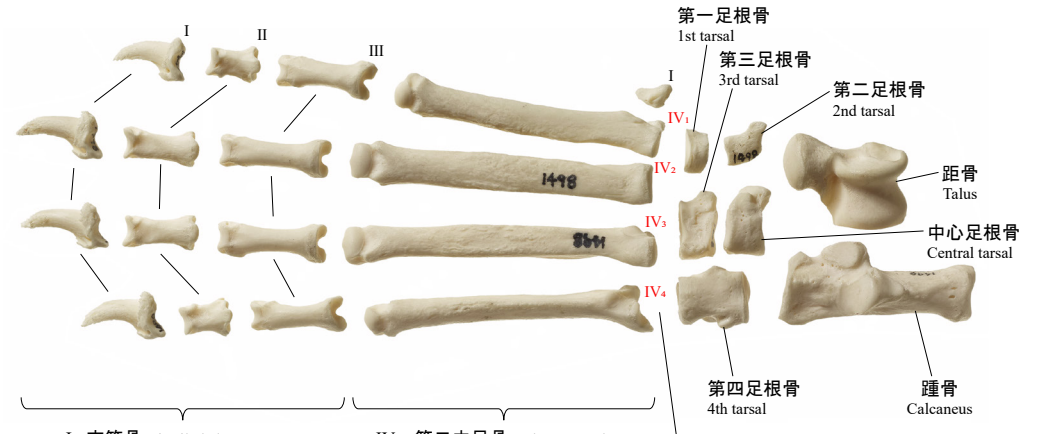 I
II
III
I
第一足根骨
1st tarsal
第三足根骨
3rd tarsal
第二足根骨
2nd tarsal
IV₁
1498
IV₂
1498
距骨
Talus
IV₃
1498
中心足根骨
Central tarsal
1498
IV₄
第四足根骨
4th tarsal
踵骨
Calcaneus